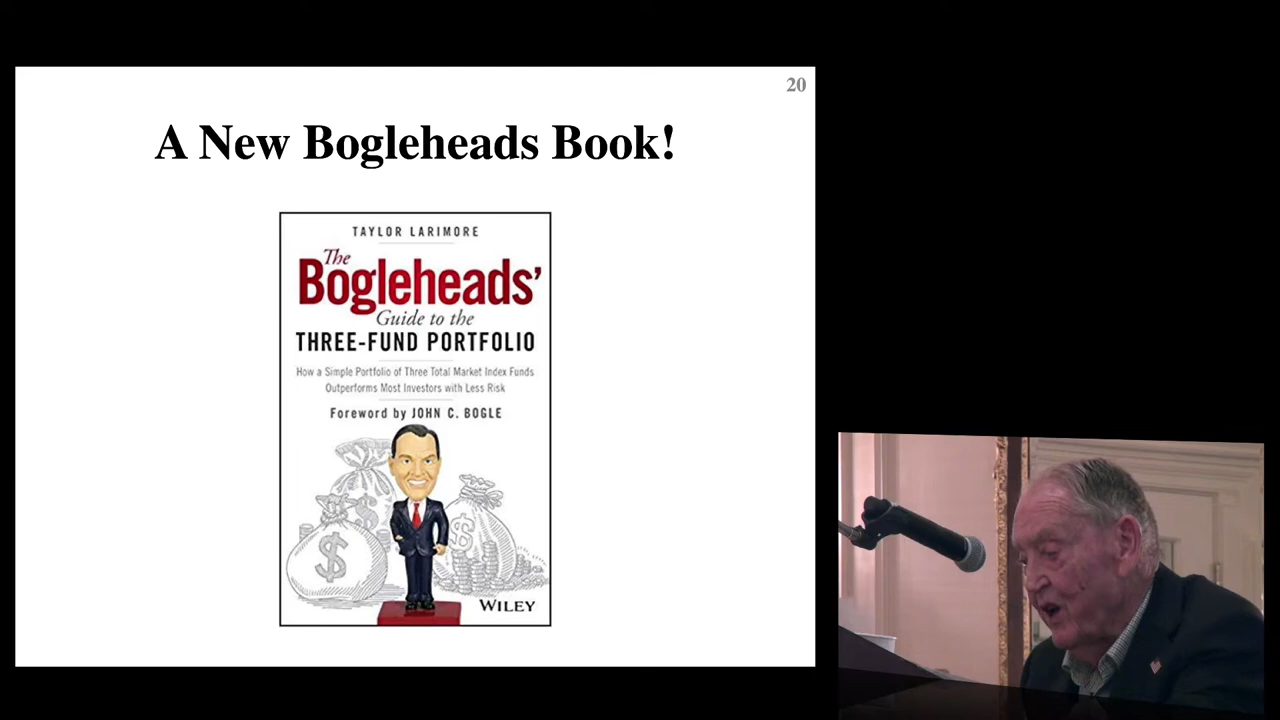 20
A New Bogleheads Book!
TAYLOR LARIMORE
The
Bogleheads’
Guide to the
THREE-FUND PORTFOLIO
How a Simple Portfolio of Three Total Market Index Funds
Outperforms Most Investors with Less Risk
Foreword by JOHN C. BOGLE
$ $
WILEY